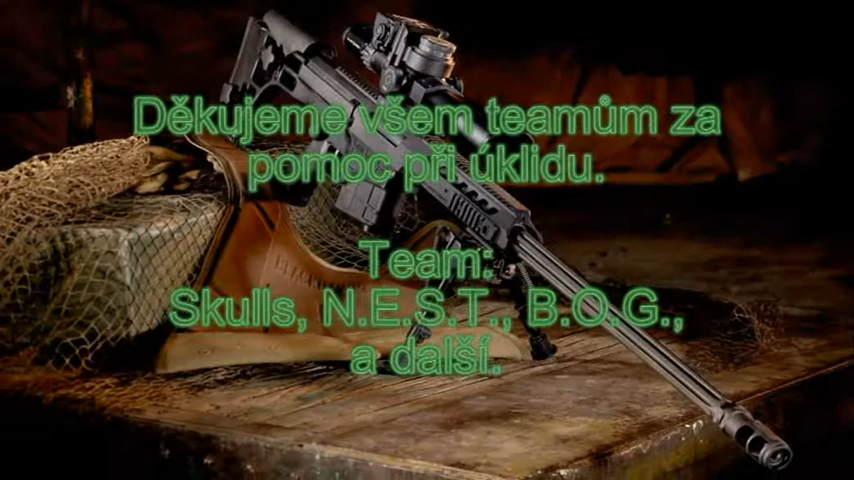 Děkujeme všem teamům za
pomoc při úklidu.
Team:
Skulls, N.E.S.T., B.O.G.,
a další.